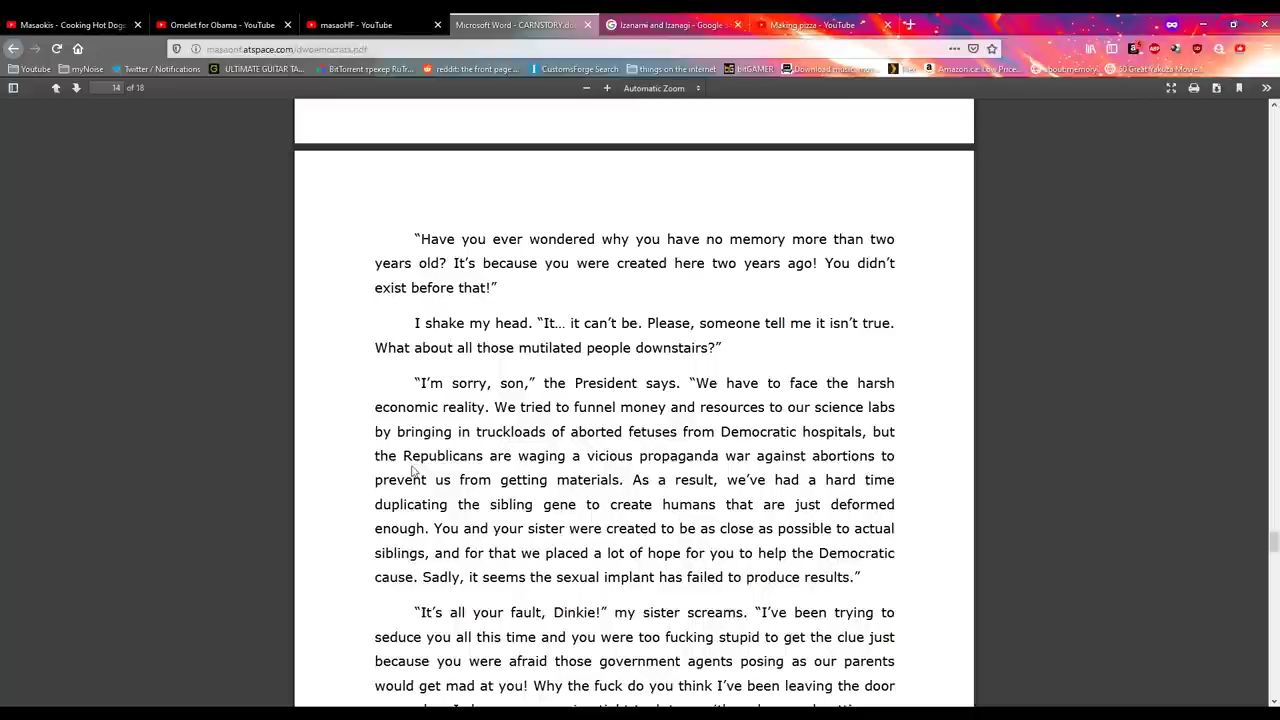 Masaokis - Cooking Hot Dogs
Omelet for Obama - YouTube
masaoHF - YouTube
Microsoft Word - CARNSTORY.do
Izanami and Izanagi - Google
Making pizza - YouTube
masaonf.atspace.com/dwoemocrats.pdf
Youtube
myNoise
Twitter / Notifications
ULTIMATE GUITAR TA...
BitTorrent трекер RuTr...
reddit: the front page...
CustomsForge Search
things on the internet
bitGAMER
Download music, mov...
Amazon.ca: Low Price...
about:memory
50 Great Yakuza Movie...
14 of 18
Automatic Zoom
“Have you ever wondered why you have no memory more than two
years old? It’s because you were created here two years ago! You didn’t
exist before that!”
I shake my head. “It… it can’t be. Please, someone tell me it isn’t true.
What about all those mutilated people downstairs?”
“I’m sorry, son,” the President says. “We have to face the harsh
economic reality. We tried to funnel money and resources to our science labs
by bringing in truckloads of aborted fetuses from Democratic hospitals, but
the Republicans are waging a vicious propaganda war against abortions to
prevent us from getting materials. As a result, we’ve had a hard time
duplicating the sibling gene to create humans that are just deformed
enough. You and your sister were created to be as close as possible to actual
siblings, and for that we placed a lot of hope for you to help the Democratic
cause. Sadly, it seems the sexual implant has failed to produce results.”
“It’s all your fault, Dinkie!” my sister screams. “I’ve been trying to
seduce you all this time and you were too fucking stupid to get the clue just
because you were afraid those government agents posing as our parents
would get mad at you! Why the fuck do you think I’ve been leaving the door